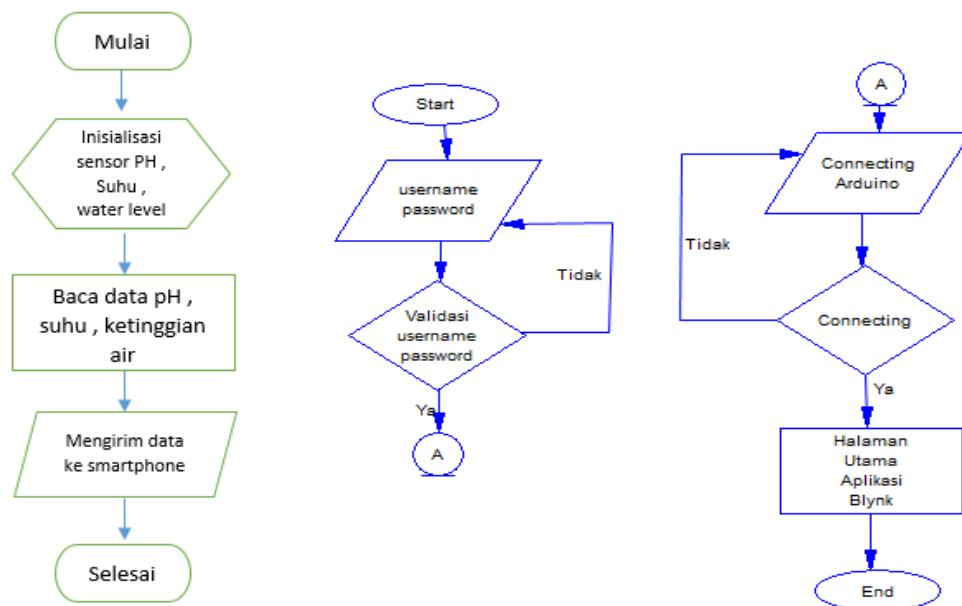 Mulai
Inisialisasi
sensor PH ,
Suhu ,
water level
Baca data pH ,
suhu , ketinggian
air
Mengirim data
ke smartphone
Selesai
Start
username
password
Tidak
Validasi
username
password
Ya
A
A
Connecting
Arduino
Tidak
Connecting
Ya
Halaman
Utama
Aplikasi
Blynk
End